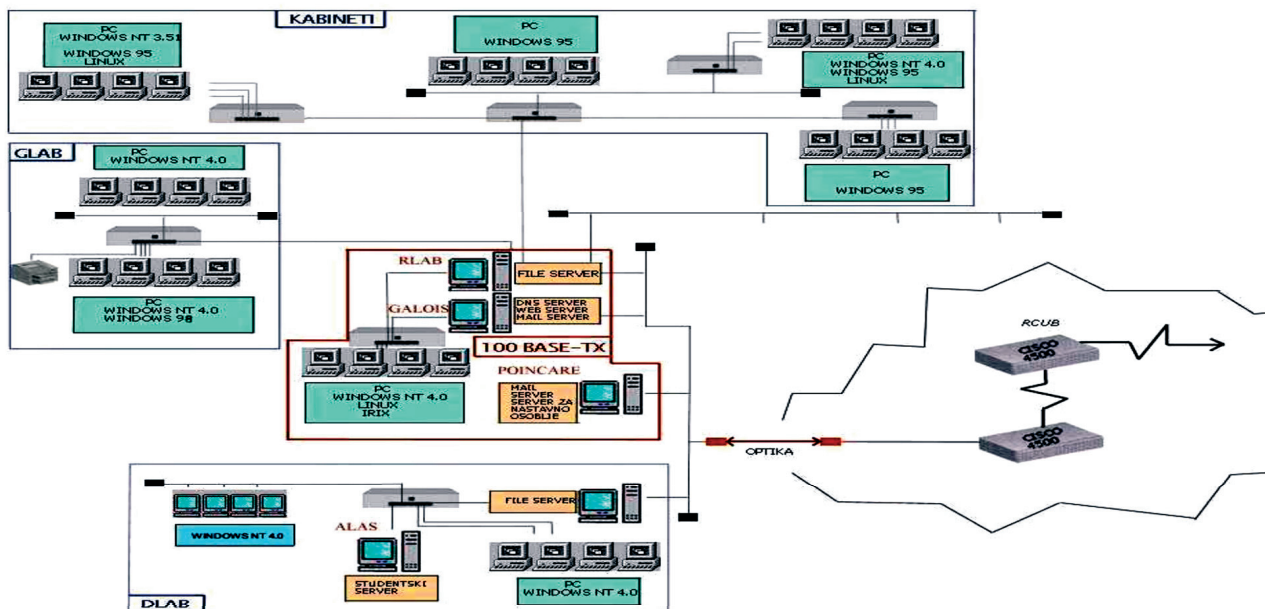 KABINETI
PC
WINDOWS NT 3.51
WINDOWS 95
LINUX
PC
WINDOWS 95
PC
WINDOWS NT 4.0
WINDOWS 95
LINUX
PC
WINDOWS 95
GLAB
PC
WINDOWS NT 4.0
PC
WINDOWS NT 4.0
WINDOWS 98
RLAB
FILE SERVER
GALOIS
DNS SERVER
WEB SERVER
MAIL SERVER
100 BASE-TX
PC
WINDOWS NT 4.0
LINUX
IRIX
POINCARE
MAIL
SERVER
SERVER ZA
NASTAVNO
OSOBLJE
OPTIKA
RCUB
CISCO
4500
CISCO
4500
WINDOWS NT 4.0
FILE SERVER
ALAS
STUDENTSKI
SERVER
PC
WINDOWS NT 4.0
DLAB